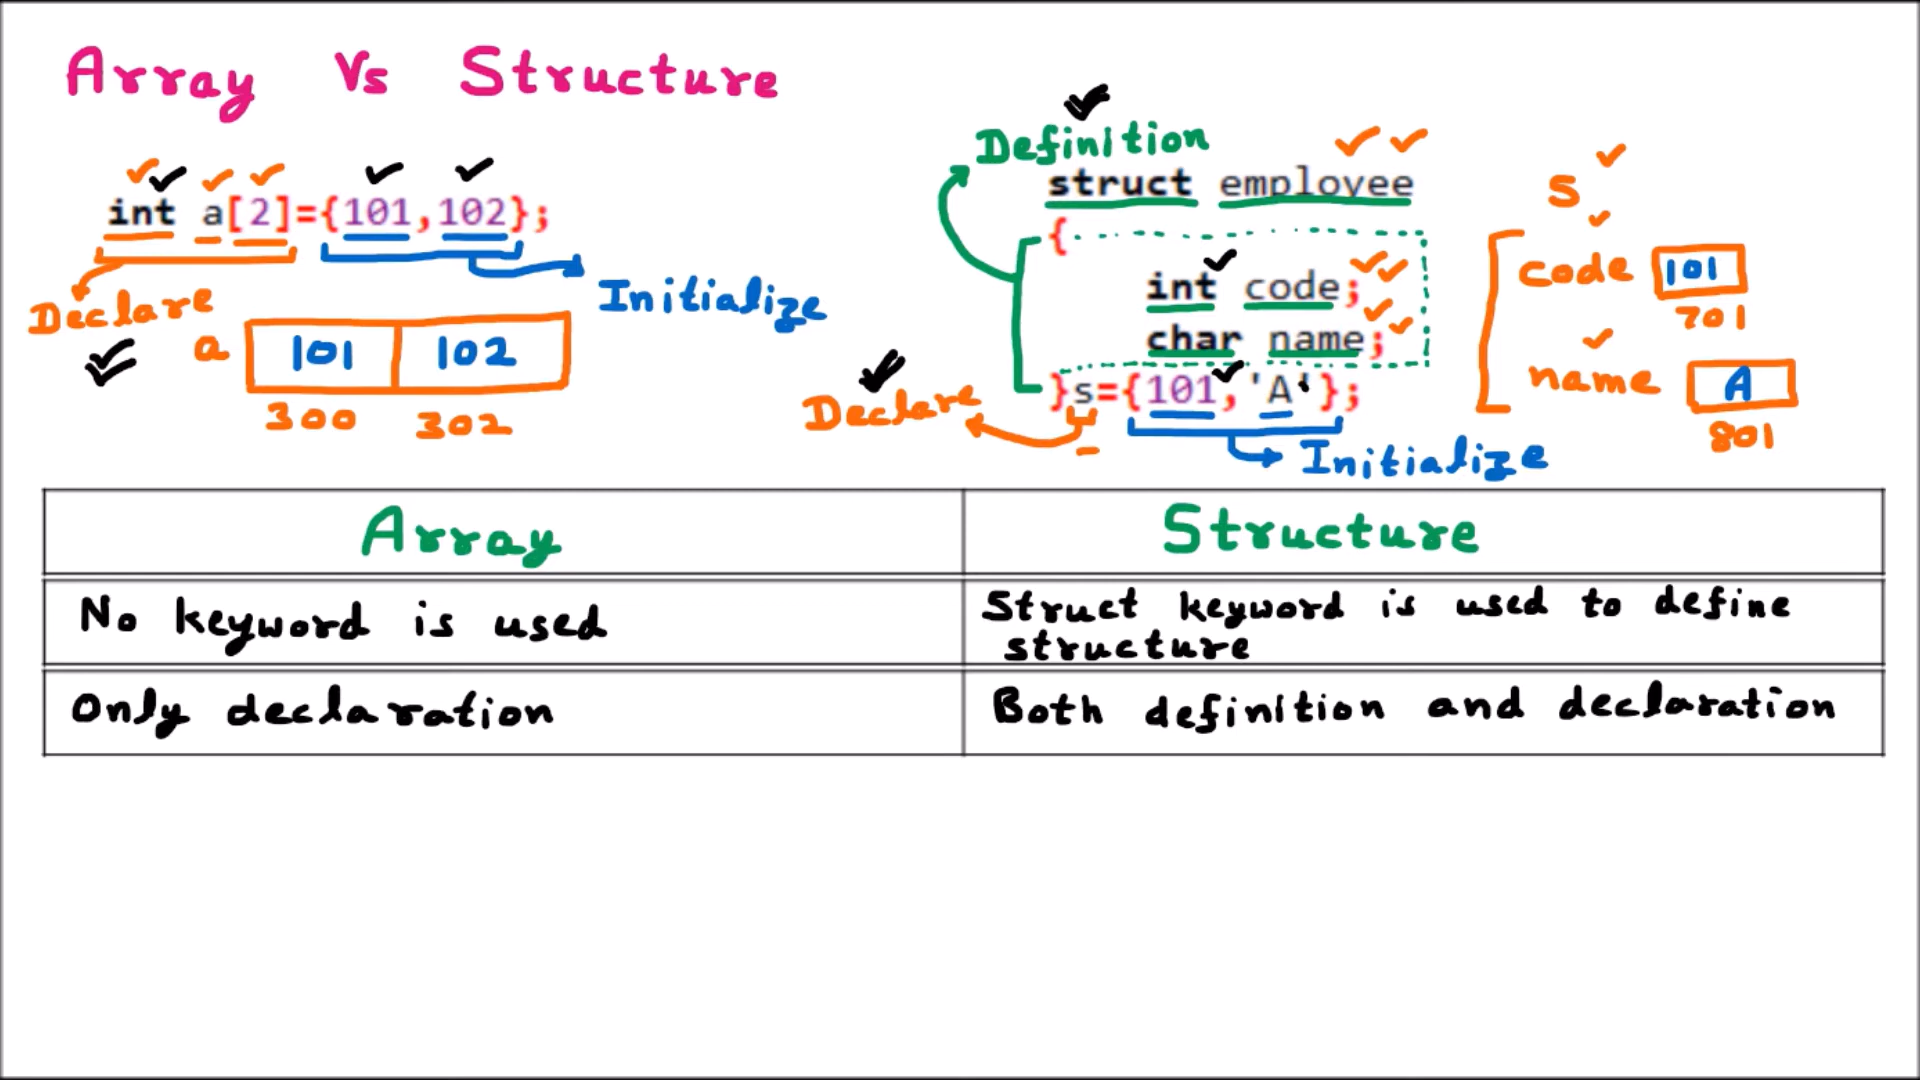 Array Vs Structure
int a[2]={101,102};
Declare
Initialize
a 101 102
300 302
Definition
struct employee
{
int code;
char name;
}s={101,'A'};
Declare
Initialize
s
code 101
701
name A
801
Array Structure
No keyword is used
Struct keyword is used to define
structure
Only declaration
Both definition and declaration